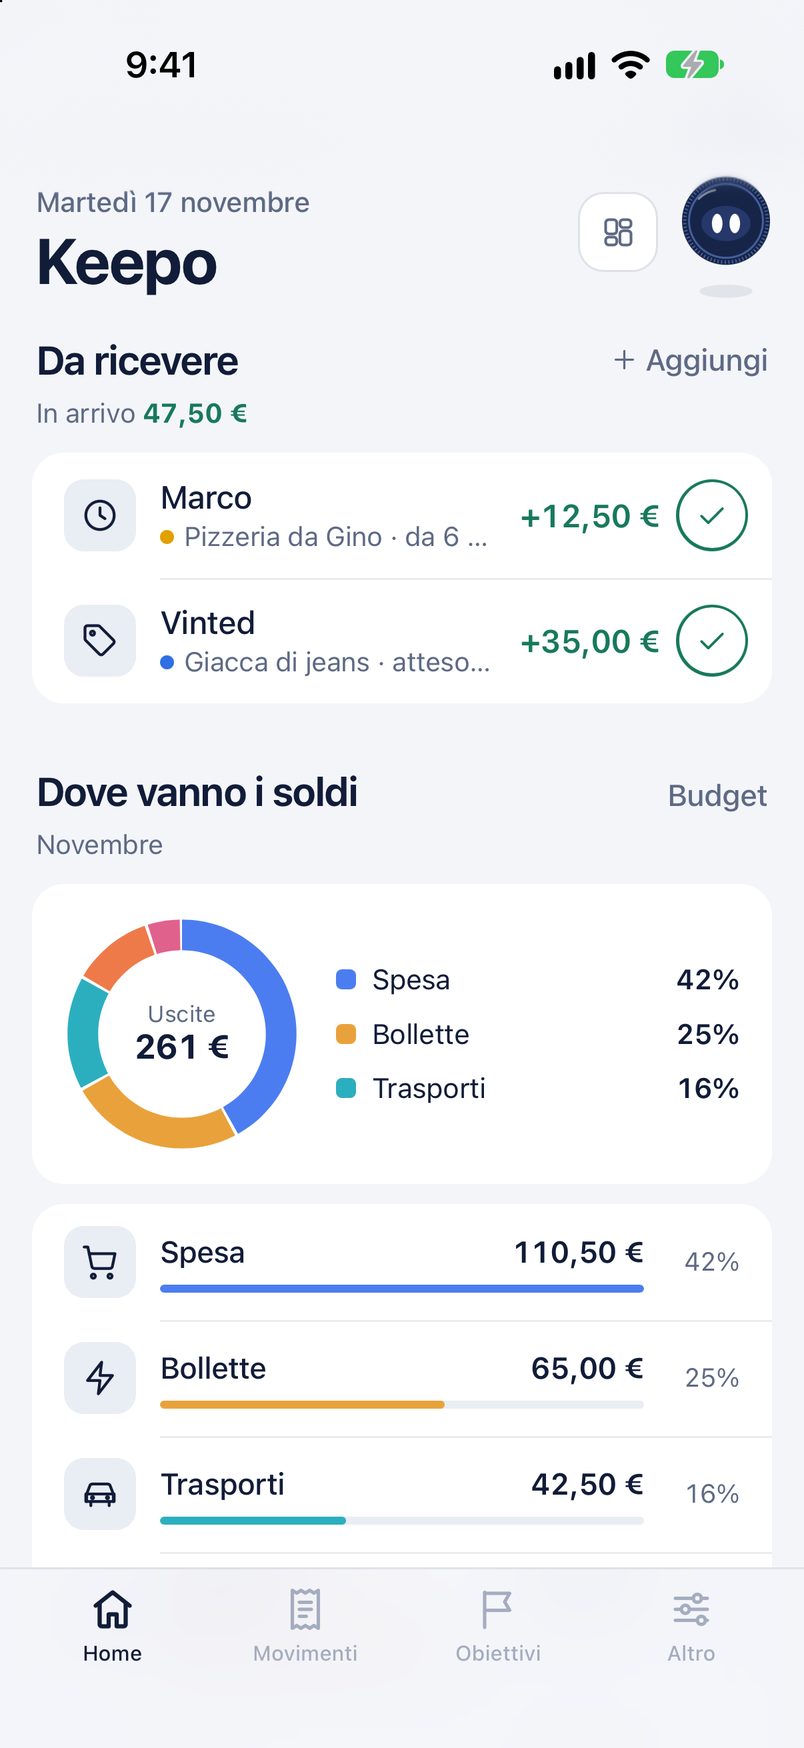 9:41
Martedì 17 novembre
Keepo
Da ricevere
+ Aggiungi
In arrivo 47,50 €
Marco
Pizzeria da Gino · da 6 ...
+12,50 €
Vinted
Giacca di jeans · atteso...
+35,00 €
Dove vanno i soldi
Budget
Novembre
Uscite
261 €
Spesa 42%
Bollette 25%
Trasporti 16%
Spesa 110,50 € 42%
Bollette 65,00 € 25%
Trasporti 42,50 € 16%
Home Movimenti Obiettivi Altro